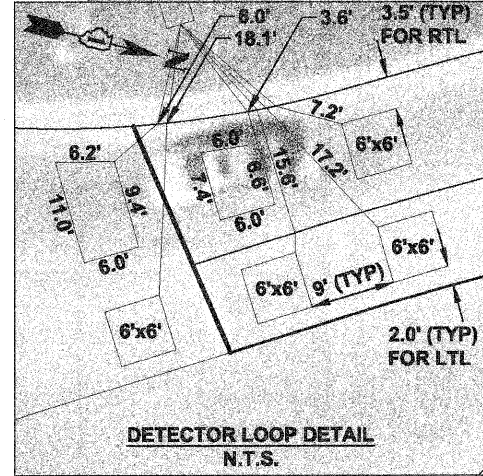 6.0'
18.1'
3.6'
3.5' (TYP)
FOR RTL
7.2'
6'x6'
6.2'
9.4'
11.0'
6.0'
6.0'
7.4'
6.6'
6.0'
15.6'
17.2'
6'x6'
6'x6'
9' (TYP)
6'x6'
2.0' (TYP)
FOR LTL
DETECTOR LOOP DETAIL
N.T.S.